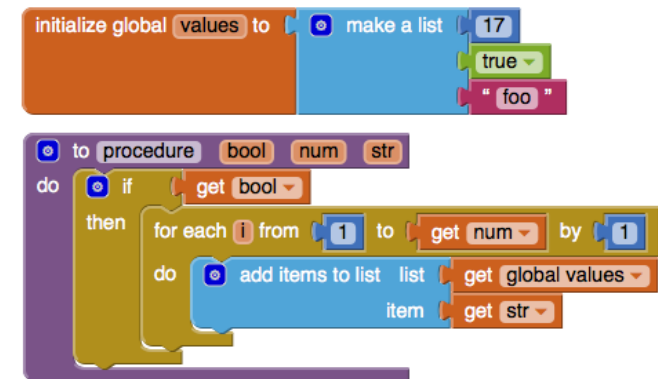 initialize global values to make a list 17
true
“ foo ”
to procedure bool num str
do if get bool
then for each i from 1 to get num by 1
do add items to list list get global values
item get str